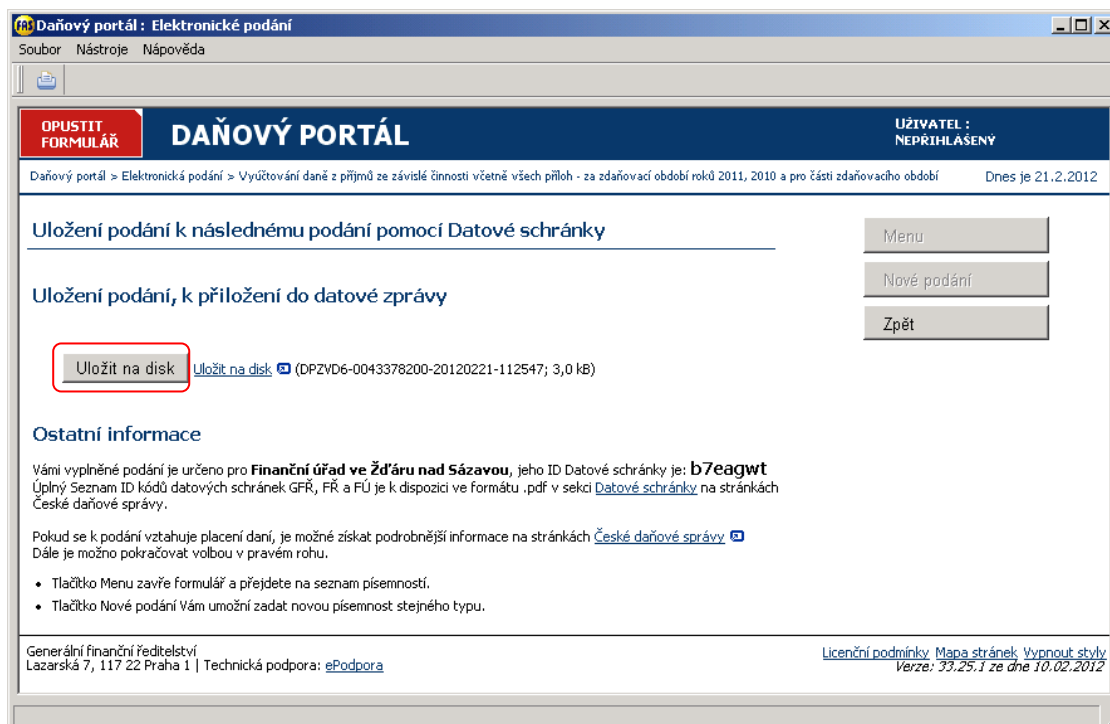 FAS Daňový portál : Elektronické podání
Soubor Nástroje Nápověda
OPUSTIT
FORMULÁŘ
DAŇOVÝ PORTÁL
UŽIVATEL :
NEPŘIHLÁŠENÝ
Daňový portál > Elektronická podání > Vyúčtování daně z příjmů ze závislé činnosti včetně všech příloh - za zdaňovací období roků 2011, 2010 a pro části zdaňovacího období
Dnes je 21.2.2012
Uložení podání k následnému podání pomocí Datové schránky
Menu
Nové podání
Zpět
Uložení podání, k přiložení do datové zprávy
Uložit na disk Uložit na disk (DPZVD6-0043378200-20120221-112547; 3,0 kB)
Ostatní informace
Vámi vyplněné podání je určeno pro Finanční úřad ve Žďáru nad Sázavou, jeho ID Datové schránky je: b7eagwt
Úplný Seznam ID kódů datových schránek GFŘ, FŘ a FÚ je k dispozici ve formátu .pdf v sekci Datové schránky na stránkách
České daňové správy.
Pokud se k podání vztahuje placení daní, je možné získat podrobnější informace na stránkách České daňové správy
Dále je možno pokračovat volbou v pravém rohu.
• Tlačítko Menu zavře formulář a přejdete na seznam písemností.
• Tlačítko Nové podání Vám umožní zadat novou písemnost stejného typu.
Generální finanční ředitelství
Lazarská 7, 117 22 Praha 1 | Technická podpora: ePodpora
Licenční podmínky Mapa stránek Vypnout styly
Verze: 33.25.1 ze dne 10.02.2012